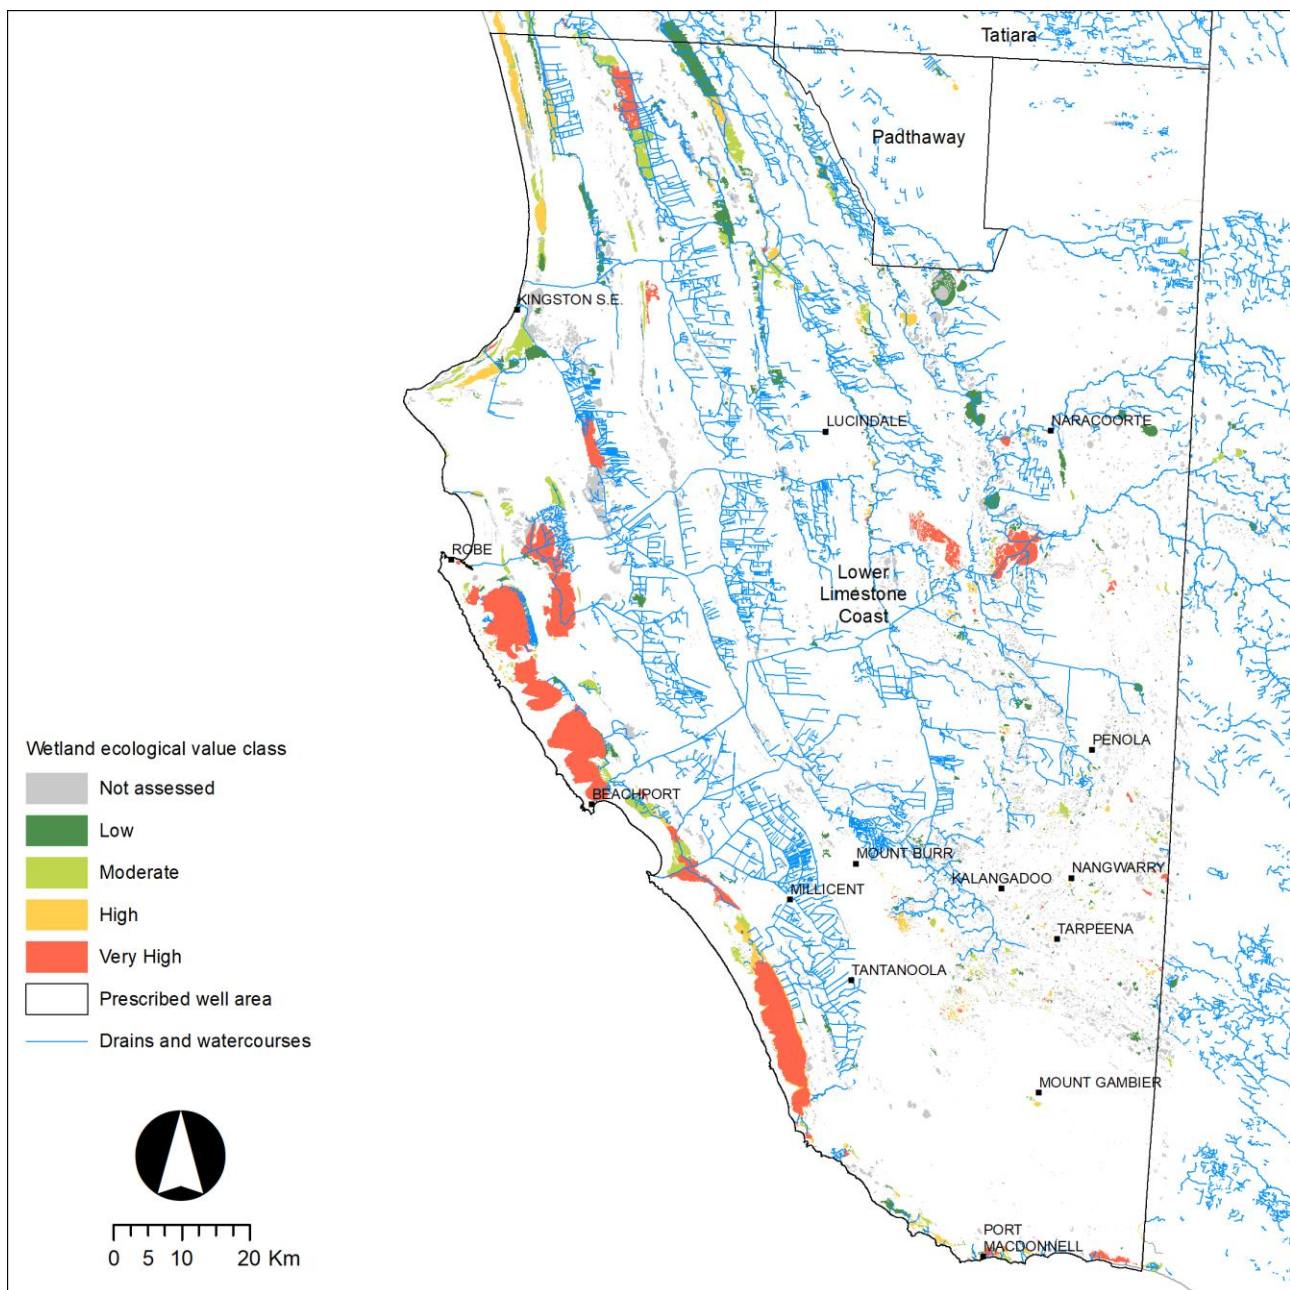 Tatiara
Padthaway
KINGSTON S.E.
LUCINDALE
NARACOORTE
ROBE
Lower
Limestone
Coast
PENOLA
BEACHPORT
MOUNT BURR
KALANGADOO
NANGWARRY
MILLICENT
TARPEENA
TANTANOOLA
MOUNT GAMBIER
PORT
MACDONNELL
Wetland ecological value class
Not assessed
Low
Moderate
High
Very High
Prescribed well area
Drains and watercourses
0 5 10 20 Km